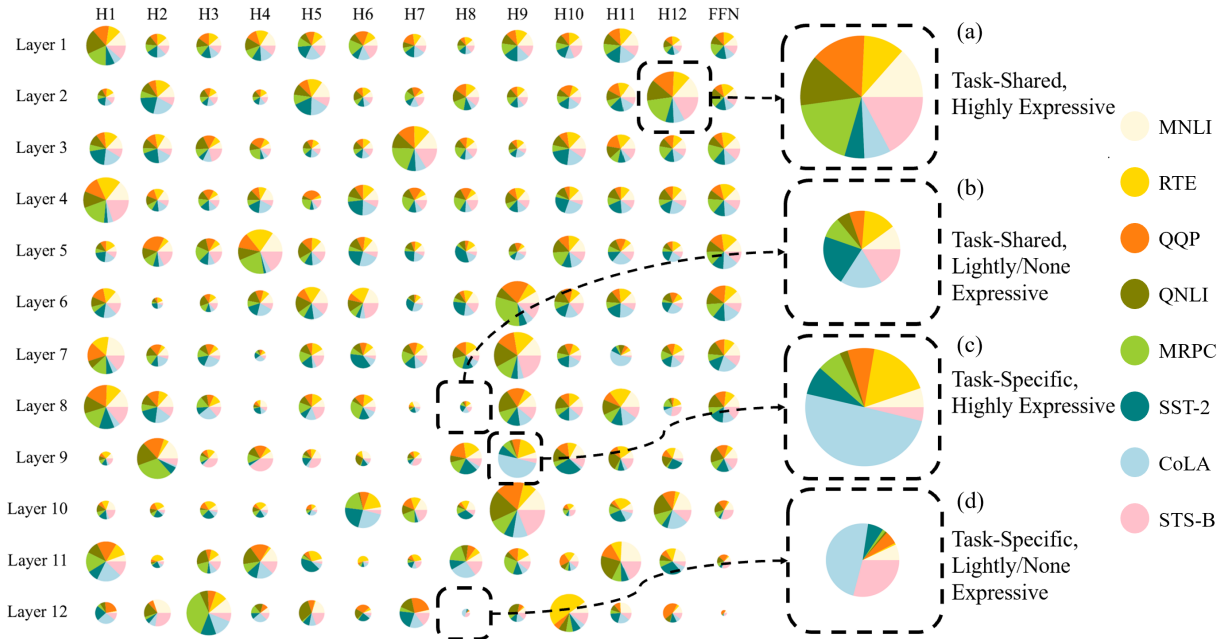 H1 H2 H3 H4 H5 H6 H7 H8 H9 H10 H11 H12 FFN
Layer 1
Layer 2
Layer 3
Layer 4
Layer 5
Layer 6
Layer 7
Layer 8
Layer 9
Layer 10
Layer 11
Layer 12
(a)
Task-Shared,
Highly Expressive
(b)
Task-Shared,
Lightly/None
Expressive
(c)
Task-Specific,
Highly Expressive
(d)
Task-Specific,
Lightly/None
Expressive
MNLI
RTE
QQP
QNLI
MRPC
SST-2
CoLA
STS-B